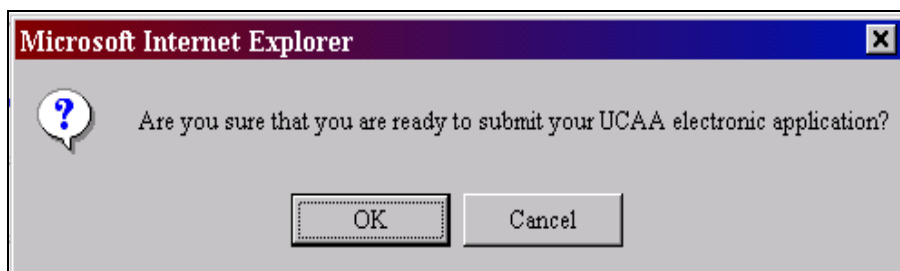 Microsoft Internet Explorer
Are you sure that you are ready to submit your UCAA electronic application?
OK
Cancel